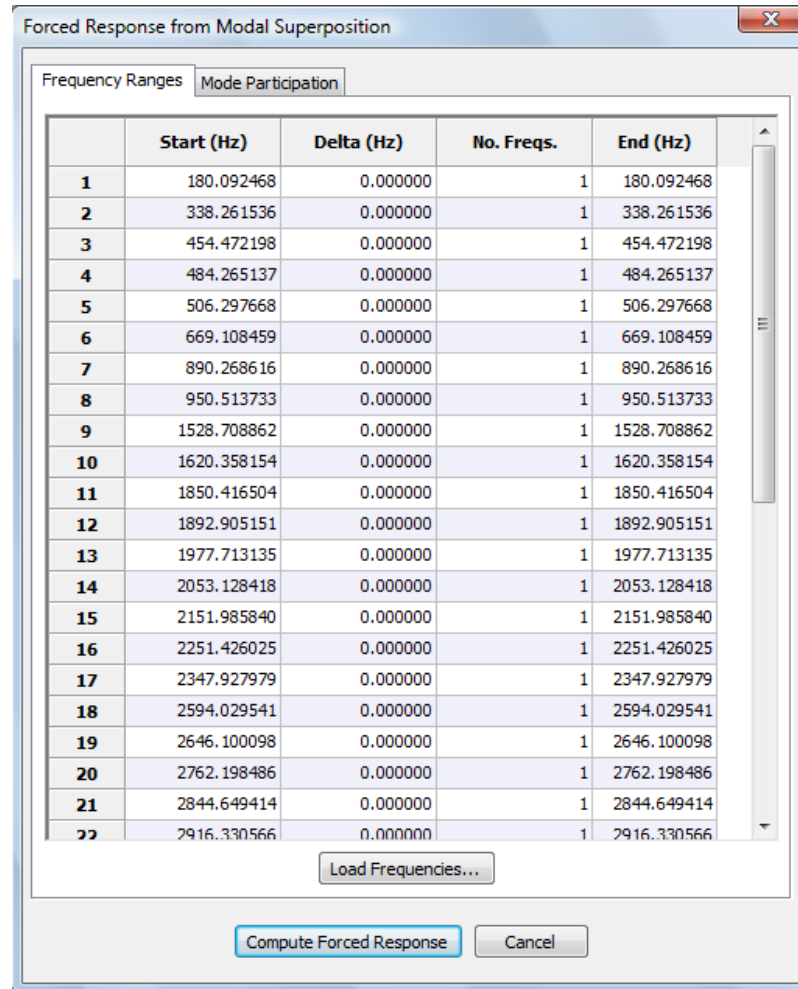 Forced Response from Modal Superposition
Frequency Ranges Mode Participation
Start (Hz) Delta (Hz) No. Freqs. End (Hz)
1 180.092468 0.000000 1 180.092468
2 338.261536 0.000000 1 338.261536
3 454.472198 0.000000 1 454.472198
4 484.265137 0.000000 1 484.265137
5 506.297668 0.000000 1 506.297668
6 669.108459 0.000000 1 669.108459
7 890.268616 0.000000 1 890.268616
8 950.513733 0.000000 1 950.513733
9 1528.708862 0.000000 1 1528.708862
10 1620.358154 0.000000 1 1620.358154
11 1850.416504 0.000000 1 1850.416504
12 1892.905151 0.000000 1 1892.905151
13 1977.713135 0.000000 1 1977.713135
14 2053.128418 0.000000 1 2053.128418
15 2151.985840 0.000000 1 2151.985840
16 2251.426025 0.000000 1 2251.426025
17 2347.927979 0.000000 1 2347.927979
18 2594.029541 0.000000 1 2594.029541
19 2646.100098 0.000000 1 2646.100098
20 2762.198486 0.000000 1 2762.198486
21 2844.649414 0.000000 1 2844.649414
22 2916.330566 0.000000 1 2916.330566
Load Frequencies...
Compute Forced Response Cancel